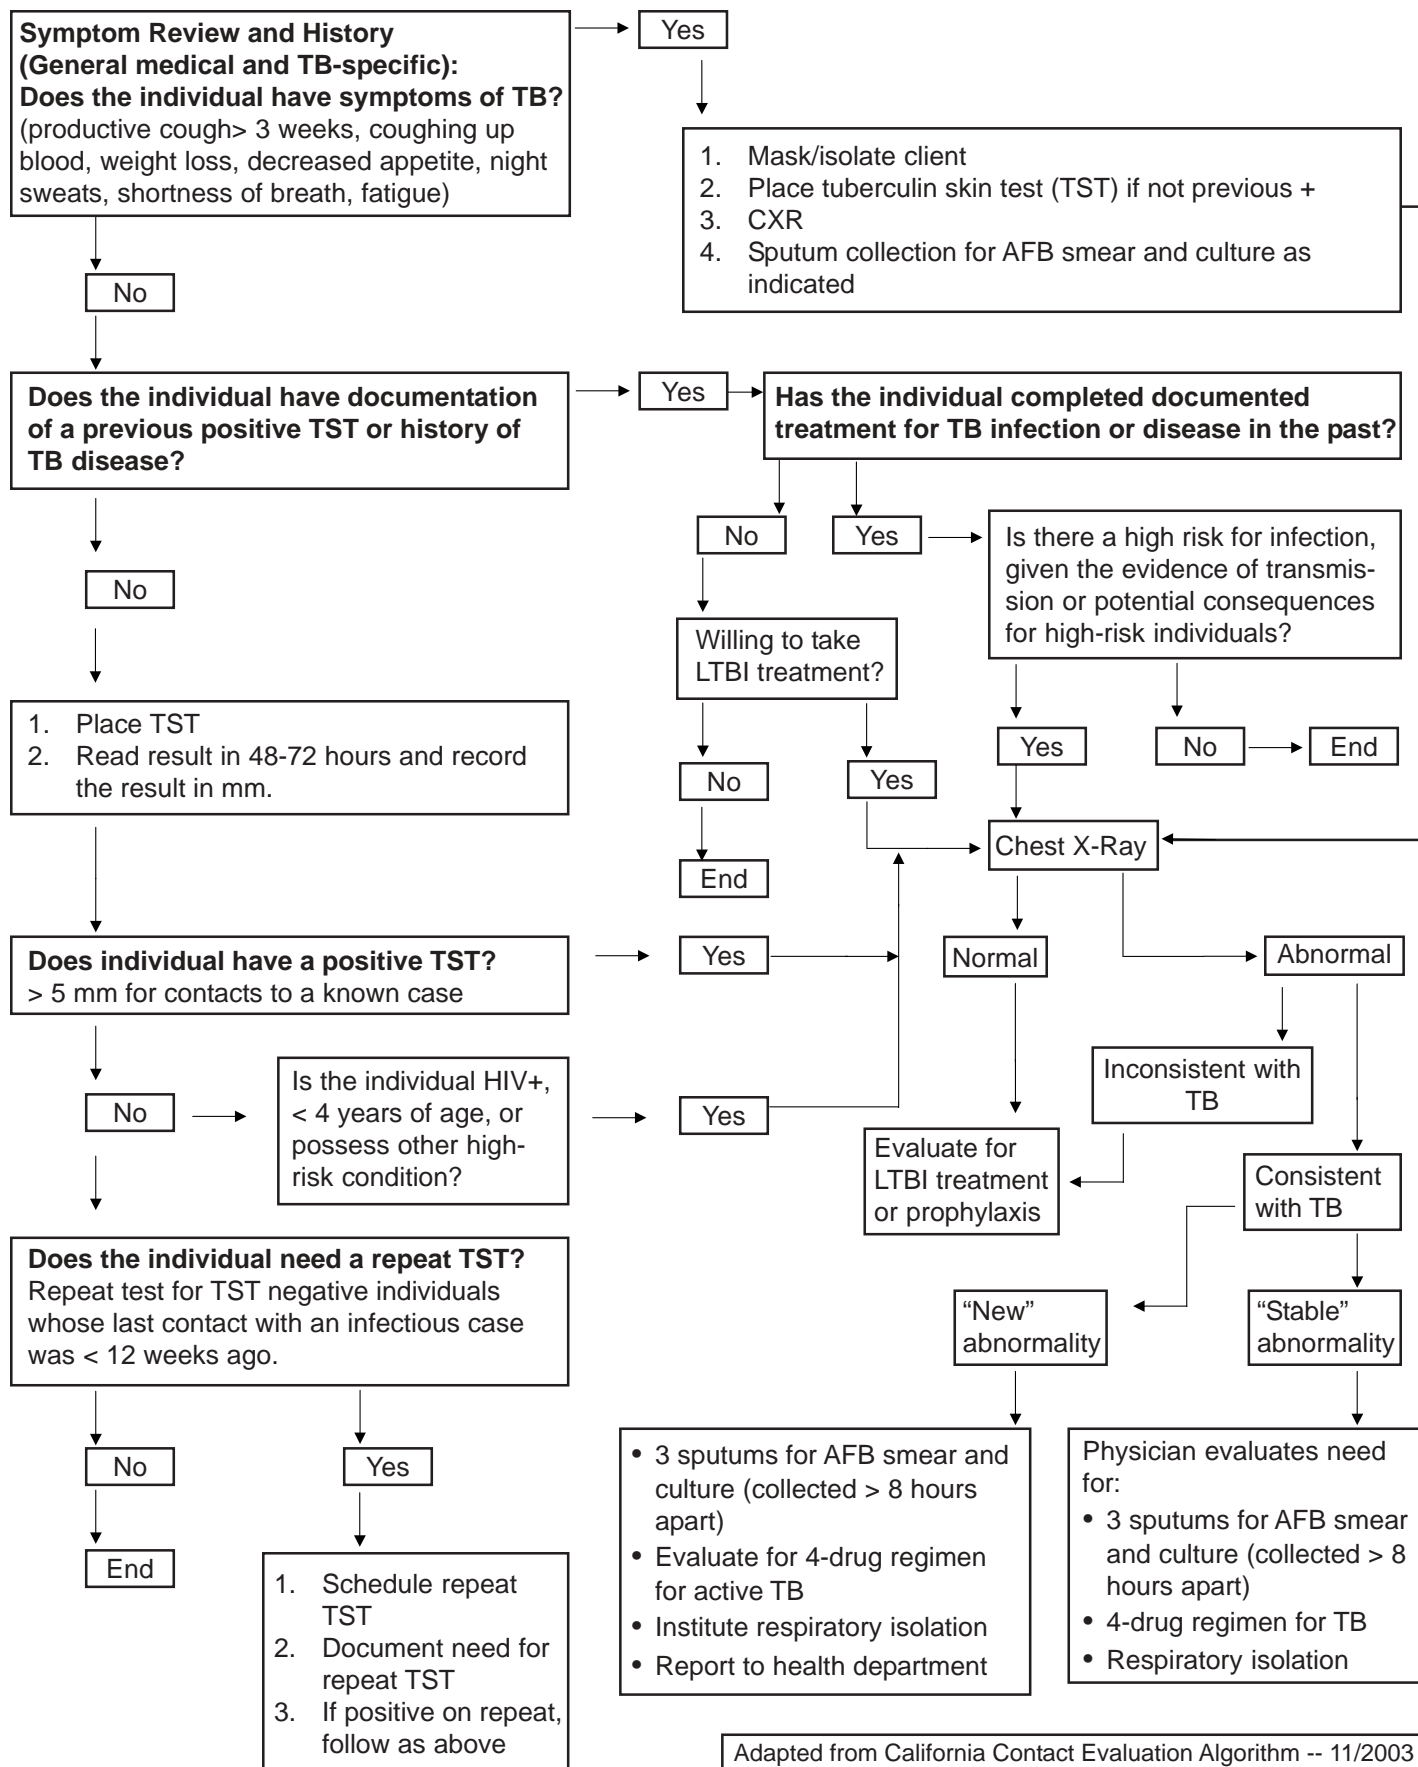 Symptom Review and History
(General medical and TB-specific):
Does the individual have symptoms of TB?
(productive cough> 3 weeks, coughing up
blood, weight loss, decreased appetite, night
sweats, shortness of breath, fatigue)
Yes
1. Mask/isolate client
2. Place tuberculin skin test (TST) if not previous +
3. CXR
4. Sputum collection for AFB smear and culture as
indicated
No
Does the individual have documentation
of a previous positive TST or history of
TB disease?
Yes
Has the individual completed documented
treatment for TB infection or disease in the past?
No
Yes
Is there a high risk for infection,
given the evidence of transmis-
sion or potential consequences
for high-risk individuals?
No
Willing to take
LTBI treatment?
1. Place TST
2. Read result in 48-72 hours and record
the result in mm.
Yes
No
End
No
Yes
Chest X-Ray
End
Does individual have a positive TST?
> 5 mm for contacts to a known case
Yes
Normal
Abnormal
Is the individual HIV+,
< 4 years of age, or
possess other high-
risk condition?
No
Yes
Inconsistent with
TB
Evaluate for
LTBI treatment
or prophylaxis
Consistent
with TB
Does the individual need a repeat TST?
Repeat test for TST negative individuals
whose last contact with an infectious case
was < 12 weeks ago.
"New"
abnormality
"Stable"
abnormality
No
Yes
• 3 sputums for AFB smear and
culture (collected > 8 hours
apart)
• Evaluate for 4-drug regimen
for active TB
• Institute respiratory isolation
• Report to health department
Physician evaluates need
for:
• 3 sputums for AFB smear
and culture (collected > 8
hours apart)
• 4-drug regimen for TB
• Respiratory isolation
End
1. Schedule repeat
TST
2. Document need for
repeat TST
3. If positive on repeat,
follow as above
Adapted from California Contact Evaluation Algorithm -- 11/2003